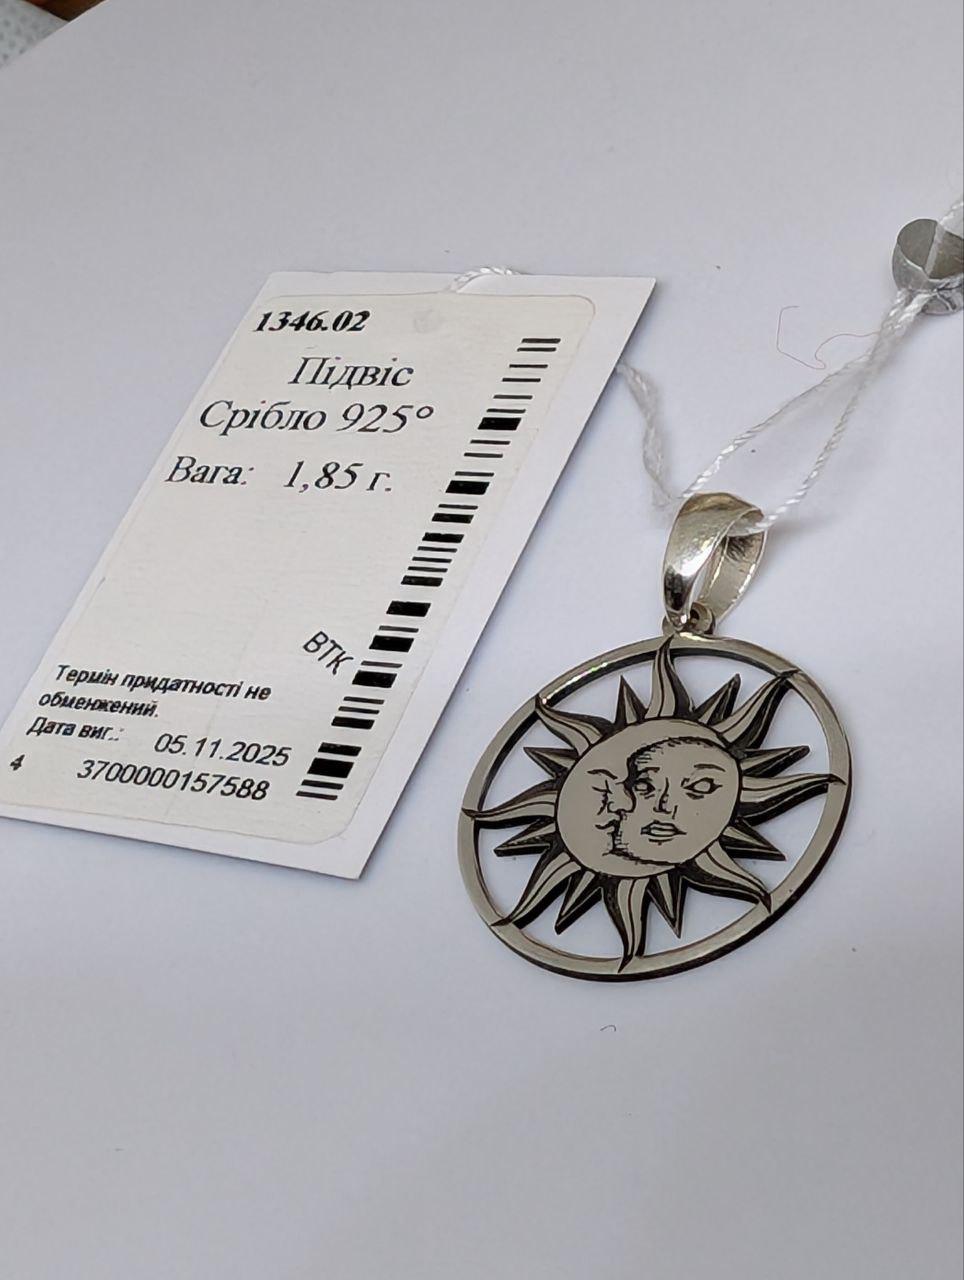 1346.02
Підвіс
Срібло 925°
Вага: 1,85 г.
ВТК
Термін придатності не
обмежений.
Дата виг.: 05.11.2025
4 3700000157588